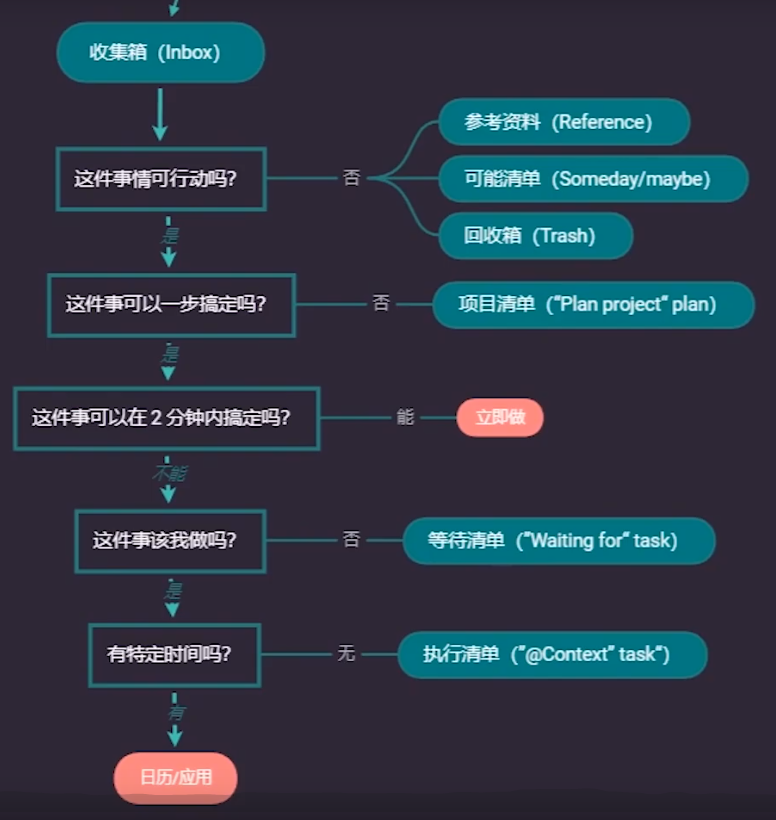 收集箱（Inbox）
参考资料（Reference）
这件事情可行动吗？
否
可能清单（Someday/maybe）
回收箱（Trash）
是
这件事可以一步搞定吗？
否
项目清单（“Plan project“ plan）
是
这件事可以在 2 分钟内搞定吗？
能
立即做
不能
这件事该我做吗？
否
等待清单（”Waiting for“ task）
是
有特定时间吗？
无
执行清单（”@Context” task“）
有
日历/应用